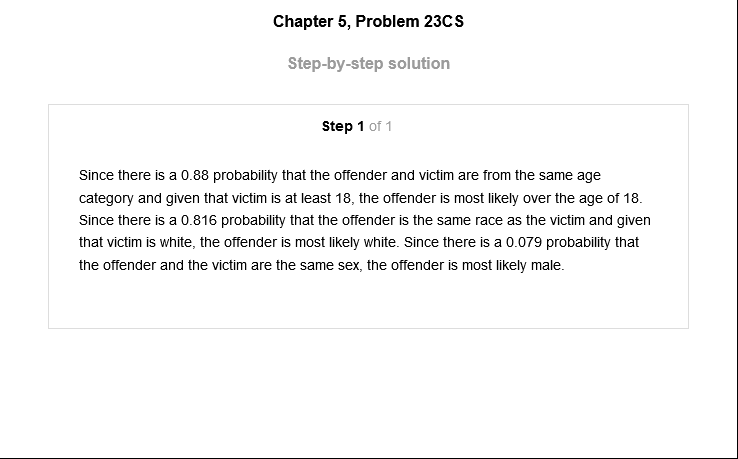 Chapter 5, Problem 23CS
Step-by-step solution
Step 1 of 1
Since there is a 0.88 probability that the offender and victim are from the same age
category and given that victim is at least 18, the offender is most likely over the age of 18.
Since there is a 0.816 probability that the offender is the same race as the victim and given
that victim is white, the offender is most likely white. Since there is a 0.079 probability that
the offender and the victim are the same sex, the offender is most likely male.